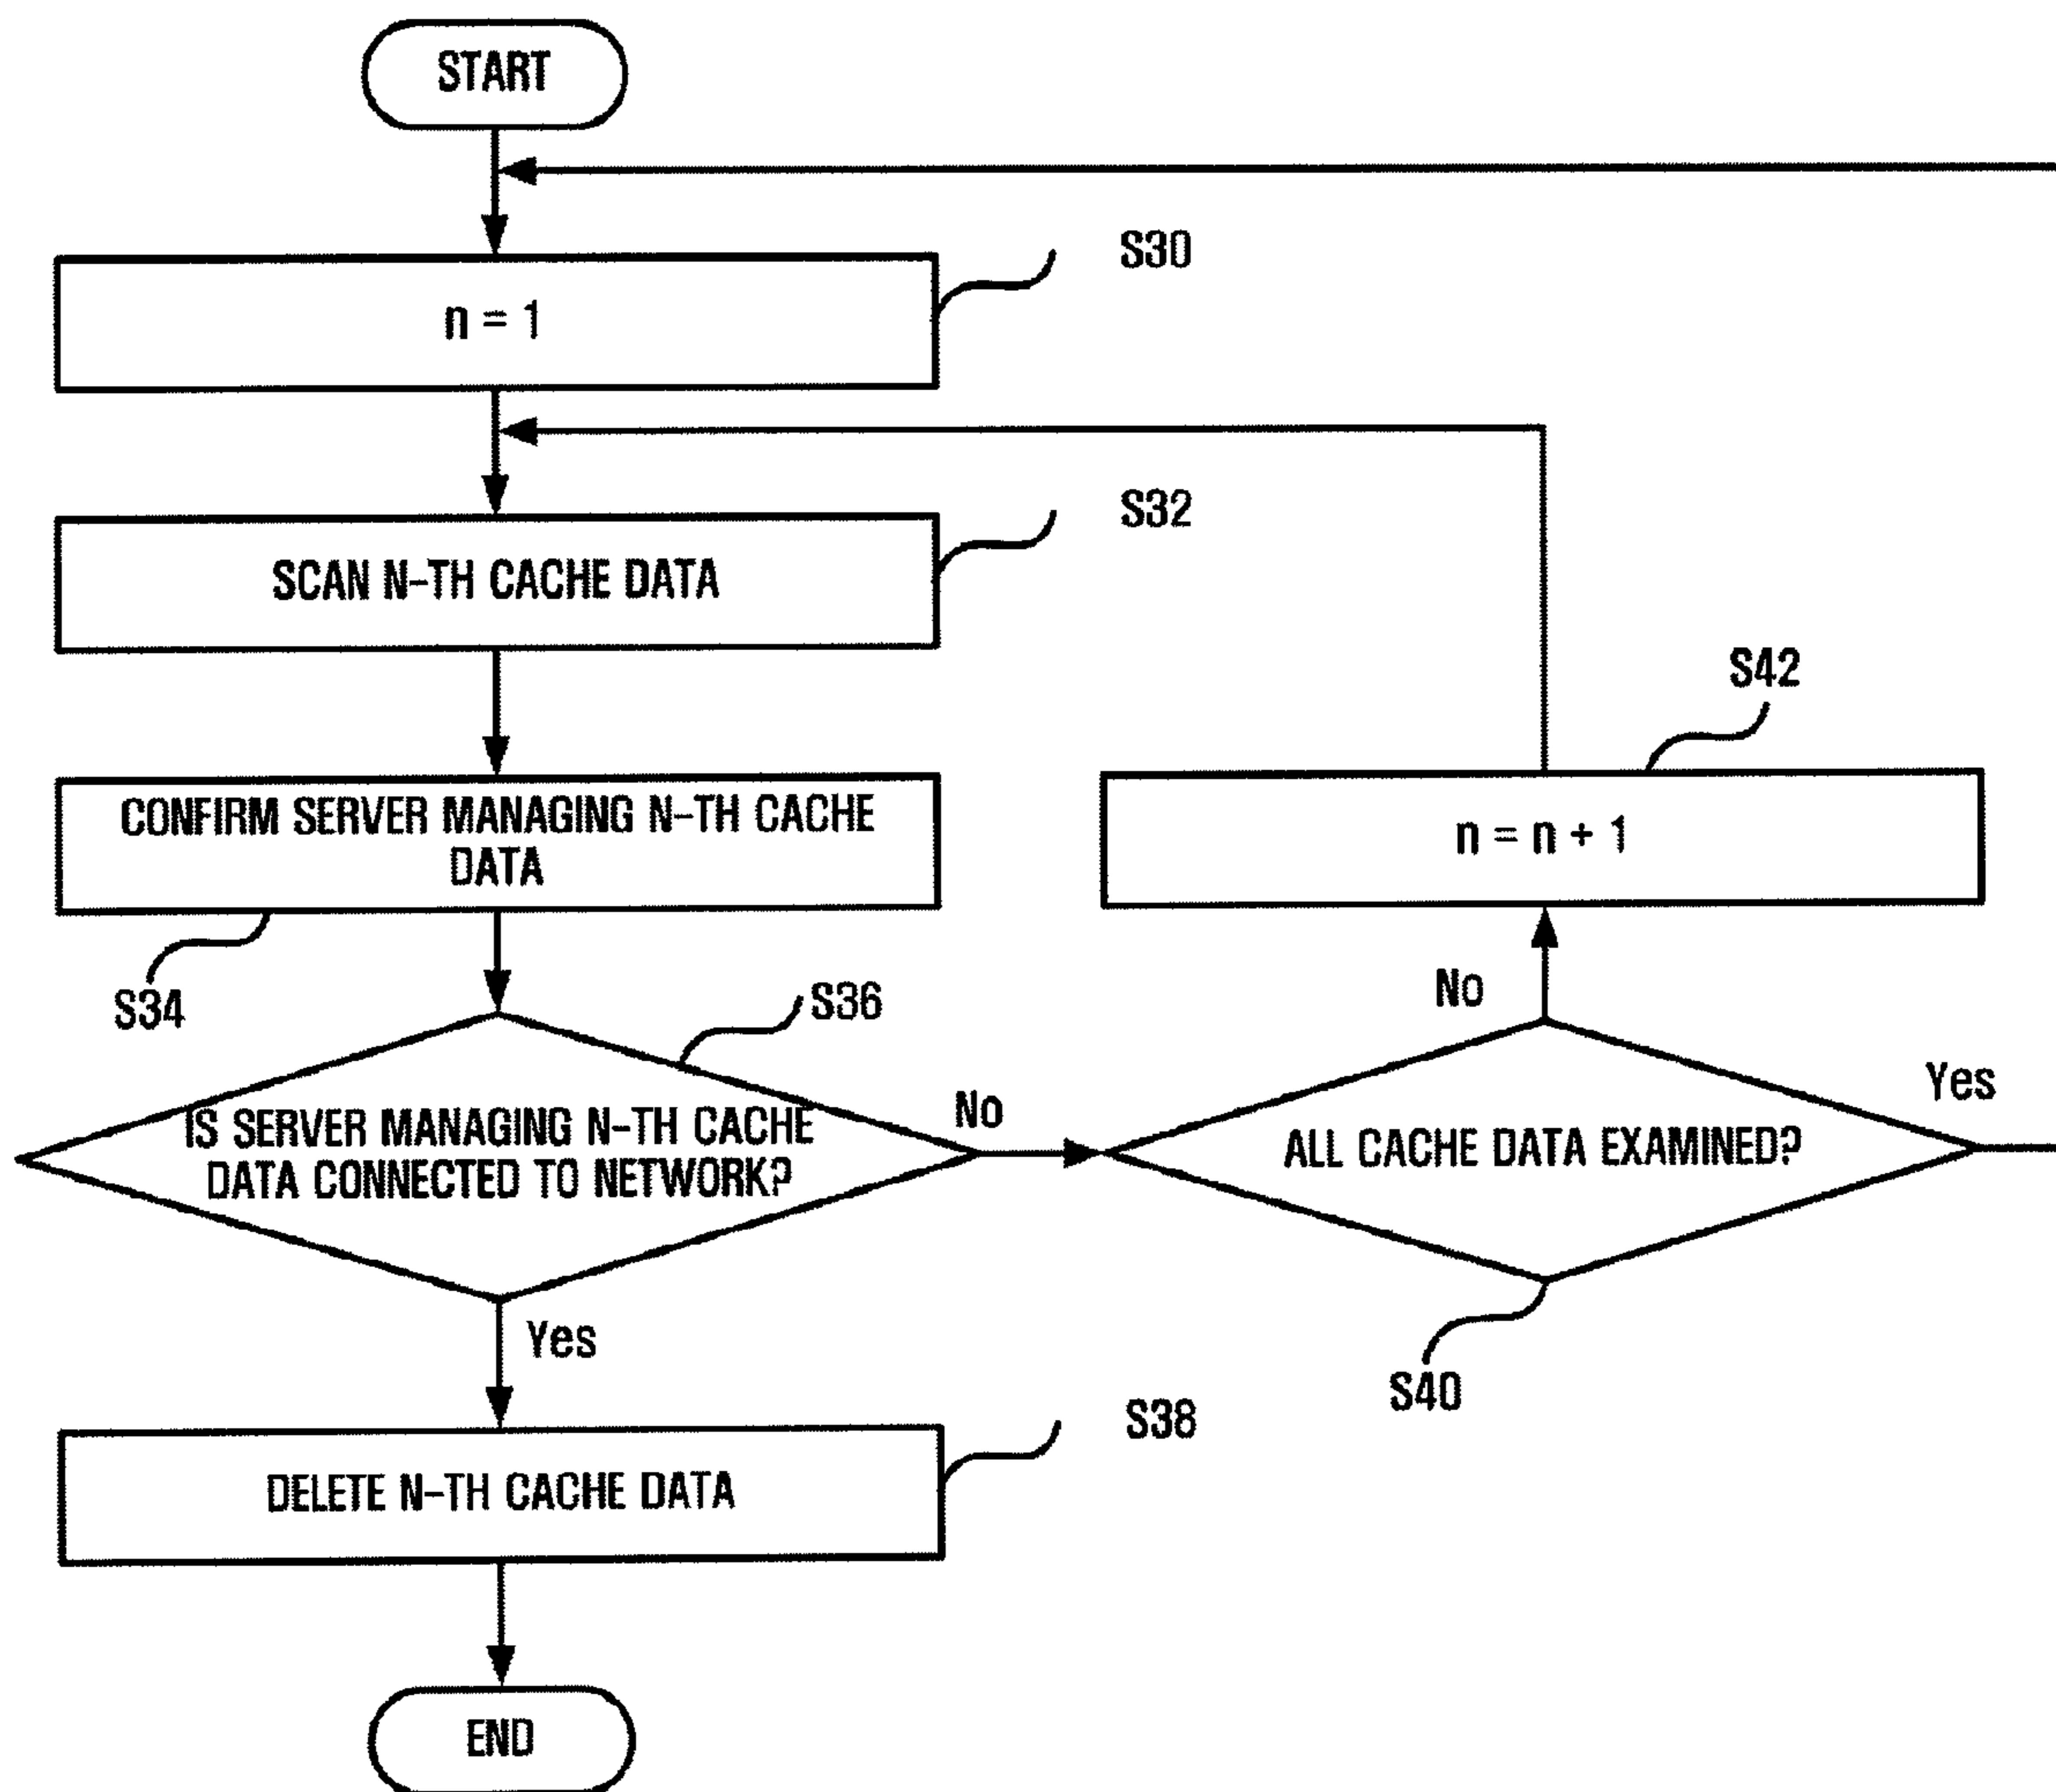 START
S30
n = 1
S32
SCAN N-TH CACHE DATA
S42
CONFIRM SERVER MANAGING N-TH CACHE
DATA
n = n + 1
S34
S36
No
IS SERVER MANAGING N-TH CACHE
DATA CONNECTED TO NETWORK?
No
ALL CACHE DATA EXAMINED?
Yes
Yes
S40
S38
DELETE N-TH CACHE DATA
END